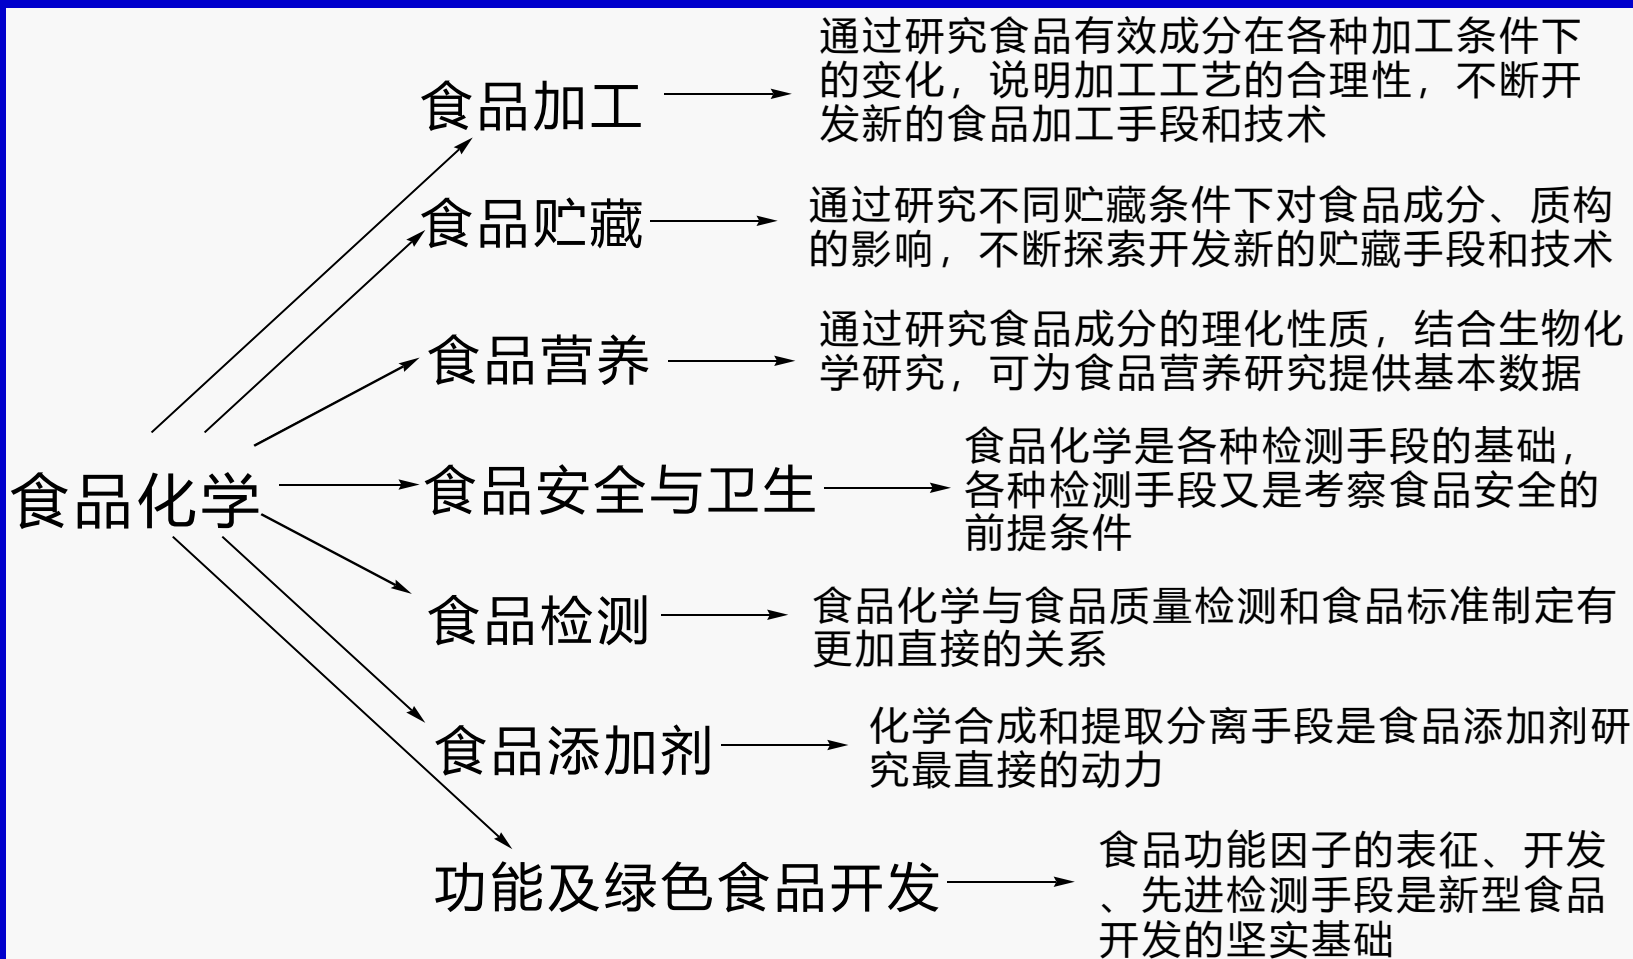 食品加工
通过研究食品有效成分在各种加工条件下
的变化，说明加工工艺的合理性，不断开
发新的食品加工手段和技术
食品贮藏
通过研究不同贮藏条件下对食品成分、质构
的影响，不断探索开发新的贮藏手段和技术
食品营养
通过研究食品成分的理化性质，结合生物化
学研究，可为食品营养研究提供基本数据
食品化学
食品安全与卫生
食品化学是各种检测手段的基础，
各种检测手段又是考察食品安全的
前提条件
食品检测
食品化学与食品质量检测和食品标准制定有
更加直接的关系
食品添加剂
化学合成和提取分离手段是食品添加剂研
究最直接的动力
功能及绿色食品开发
食品功能因子的表征、开发
、先进检测手段是新型食品
开发的坚实基础